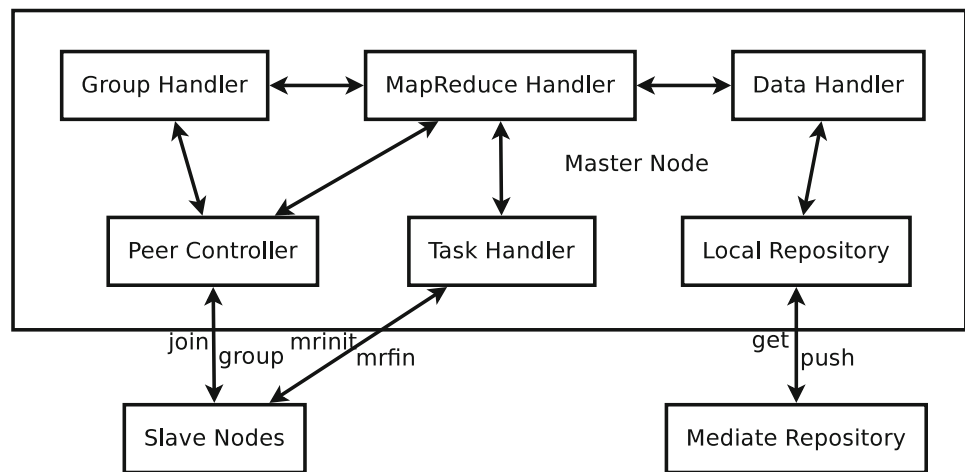 Group Handler
MapReduce Handler
Data Handler
Master Node
Peer Controller
Task Handler
Local Repository
join
group
mrinit
mrfin
get
push
Slave Nodes
Mediate Repository